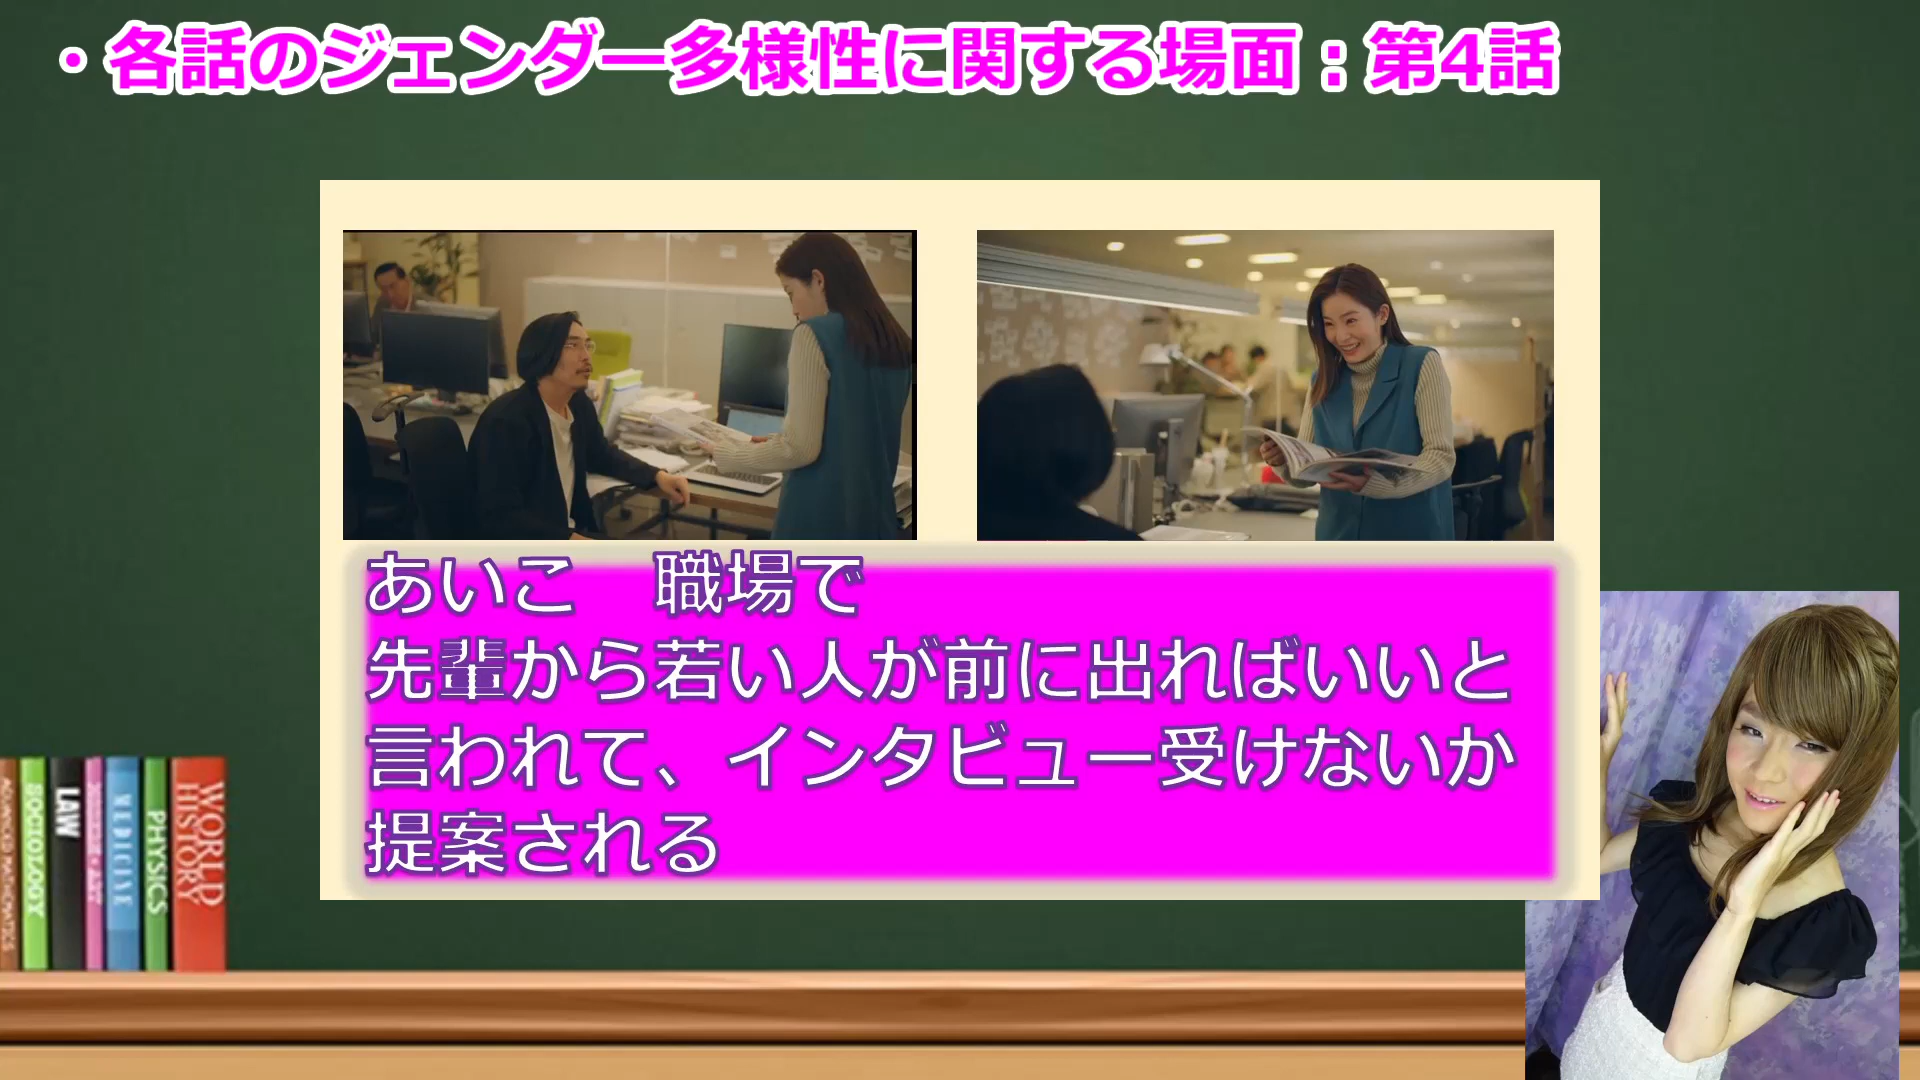 ・各話のジェンダー多様性に関する場面：第4話
あいこ　職場で
先輩から若い人が前に出ればいいと
言われて、インタビュー受けないか
提案される
SOCIOLOGY
LAW
MEDICINE
PHYSICS
WORLD HISTORY